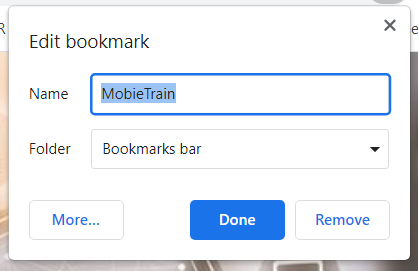 Edit bookmark
Name MobieTrain
Folder Bookmarks bar
More... Done Remove